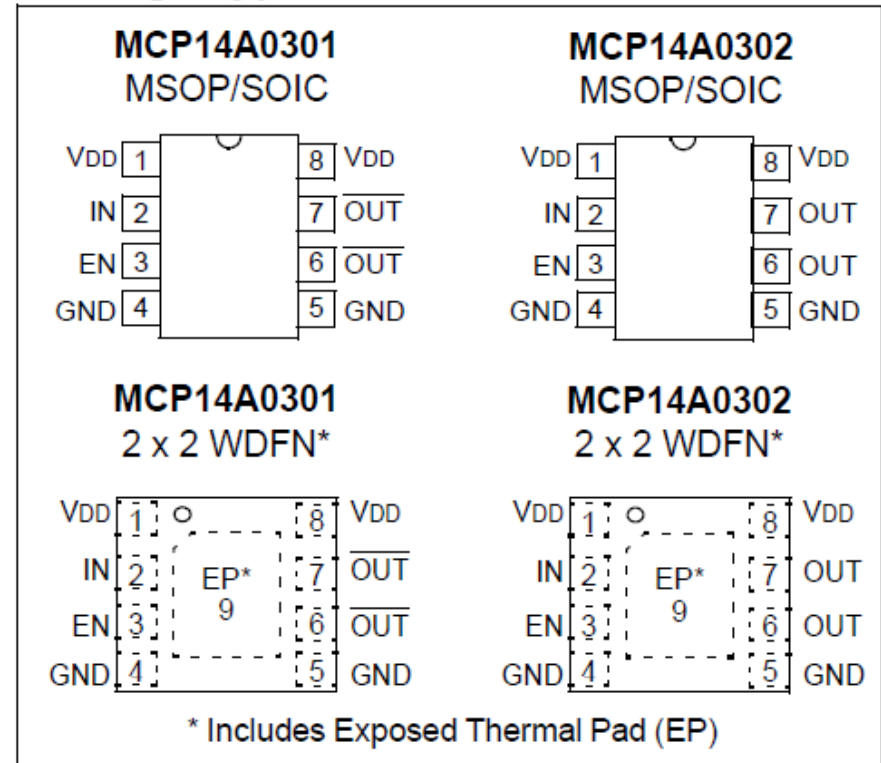 MCP14A0301 MCP14A0302
MSOP/SOIC MSOP/SOIC
VDD 1 8 VDD VDD 1 8 VDD
IN 2 7 O̅U̅T̅ IN 2 7 OUT
EN 3 6 O̅U̅T̅ EN 3 6 OUT
GND 4 5 GND GND 4 5 GND
MCP14A0301 MCP14A0302
2 x 2 WDFN* 2 x 2 WDFN*
VDD 1 8 VDD VDD 1 8 VDD
IN 2 EP* 7 O̅U̅T̅ IN 2 EP* 7 OUT
EN 3 9 6 O̅U̅T̅ EN 3 9 6 OUT
GND 4 5 GND GND 4 5 GND
* Includes Exposed Thermal Pad (EP)